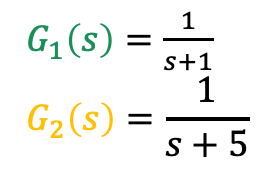 G₁(s) = 1/(s+1)
G₂(s) = 1/(s + 5)